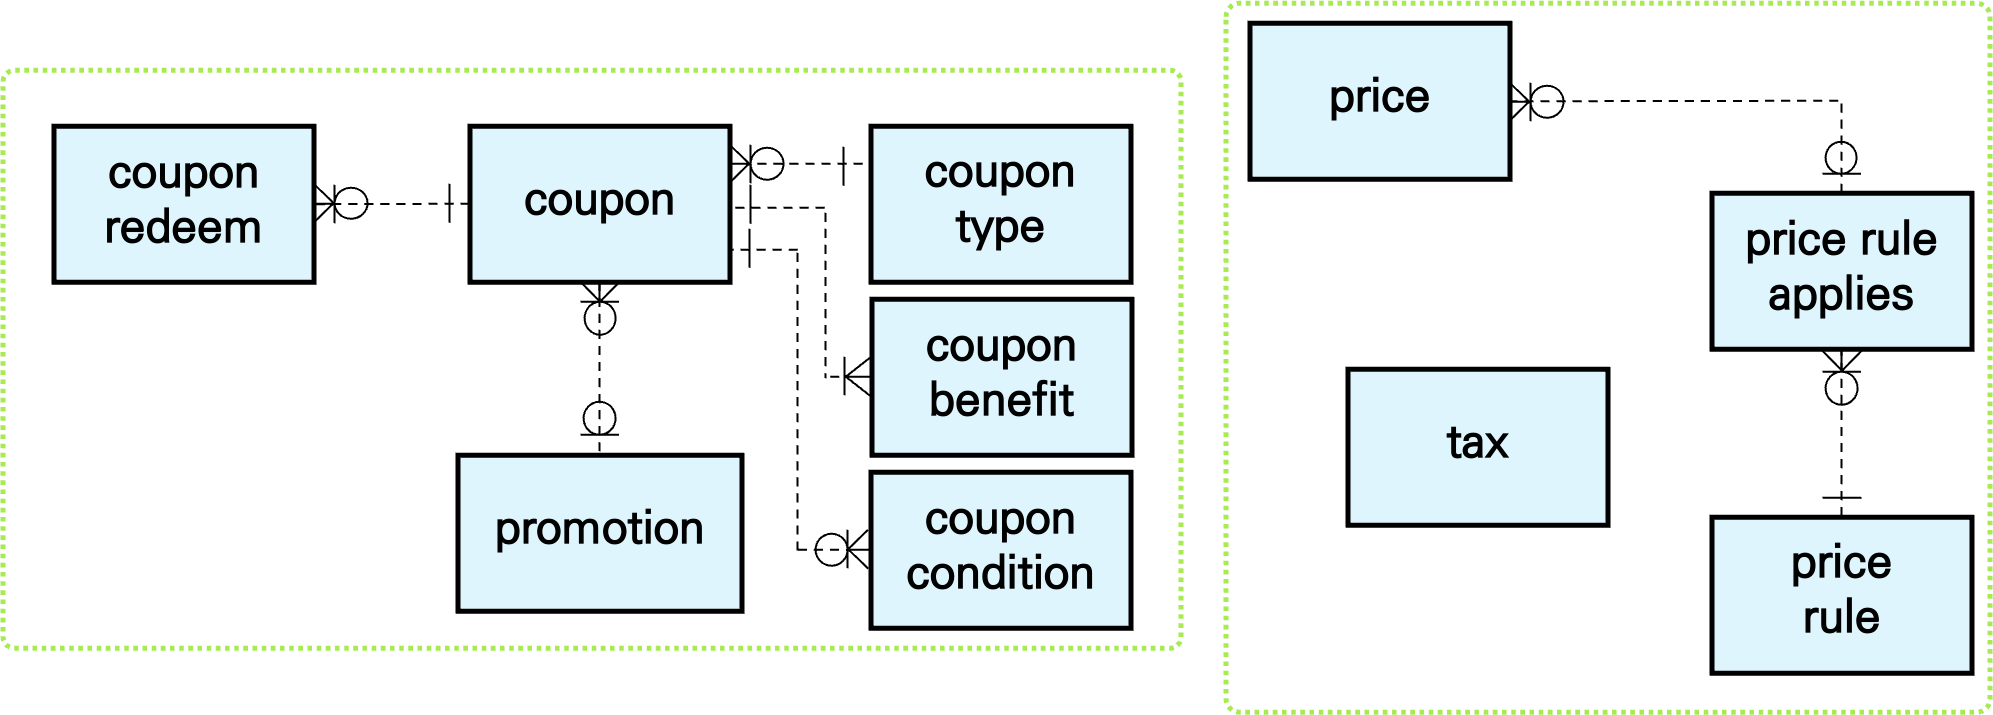 coupon
redeem
coupon
coupon
type
coupon
benefit
promotion
coupon
condition
price
price rule
applies
tax
price
rule